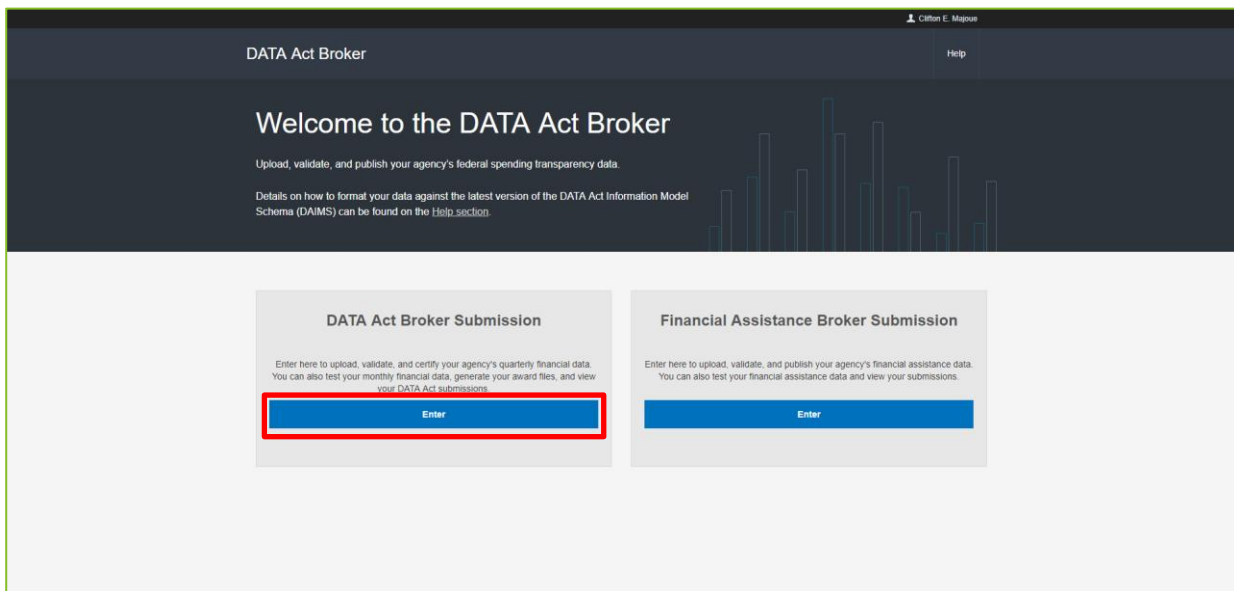 Clifton E. Majoue
DATA Act Broker
Help
Welcome to the DATA Act Broker
Upload, validate, and publish your agency's federal spending transparency data.
Details on how to format your data against the latest version of the DATA Act Information Model
Schema (DAIMS) can be found on the Help section.
DATA Act Broker Submission
Enter here to upload, validate, and certify your agency's quarterly financial data.
You can also test your monthly financial data, generate your award files, and view
your DATA Act submissions.
Enter
Financial Assistance Broker Submission
Enter here to upload, validate, and publish your agency's financial assistance data.
You can also test your financial assistance data and view your submissions.
Enter